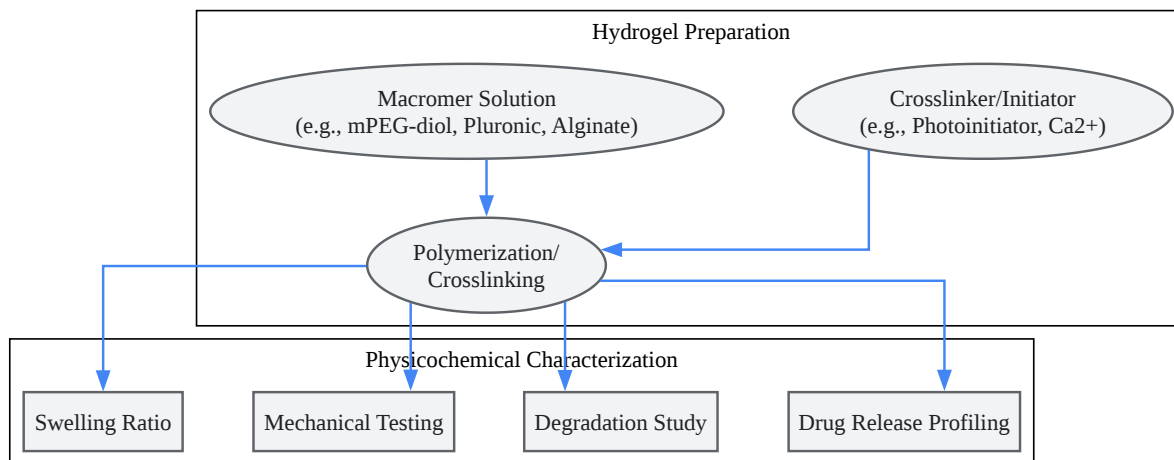 Hydrogel Preparation
Macromer Solution
(e.g., mPEG-diol, Pluronic, Alginate)
Crosslinker/Initiator
(e.g., Photoinitiator, Ca2+)
Polymerization/
Crosslinking
Physicochemical Characterization
Swelling Ratio
Mechanical Testing
Degradation Study
Drug Release Profiling